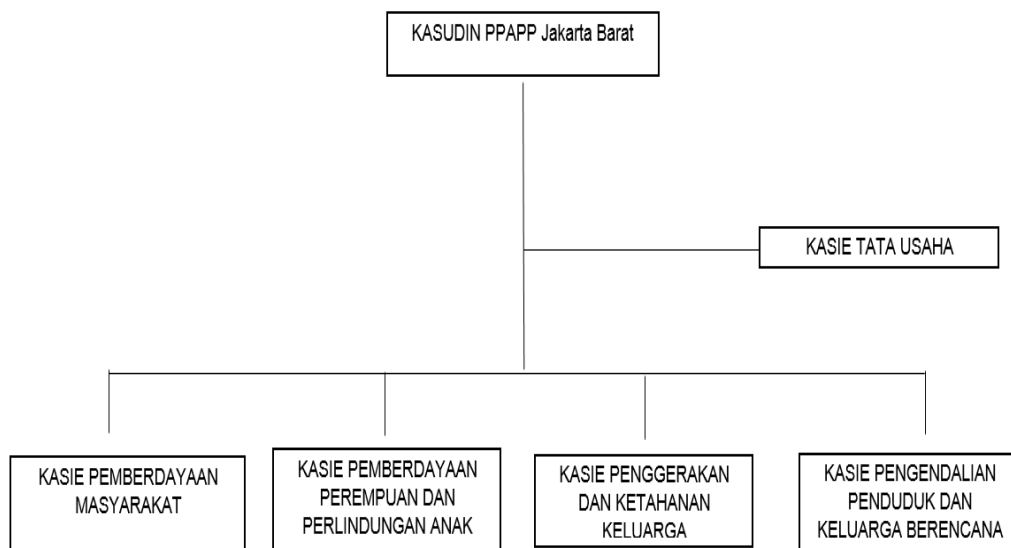 KASUDIN PPAPP Jakarta Barat
KASIE TATA USAHA
KASIE PEMBERDAYAAN
MASYARAKAT
KASIE PEMBERDAYAAN
PEREMPUAN DAN
PERLINDUNGAN ANAK
KASIE PENGGERAKAN
DAN KETAHANAN
KELUARGA
KASIE PENGENDALIAN
PENDUDUK DAN
KELUARGA BERENCANA